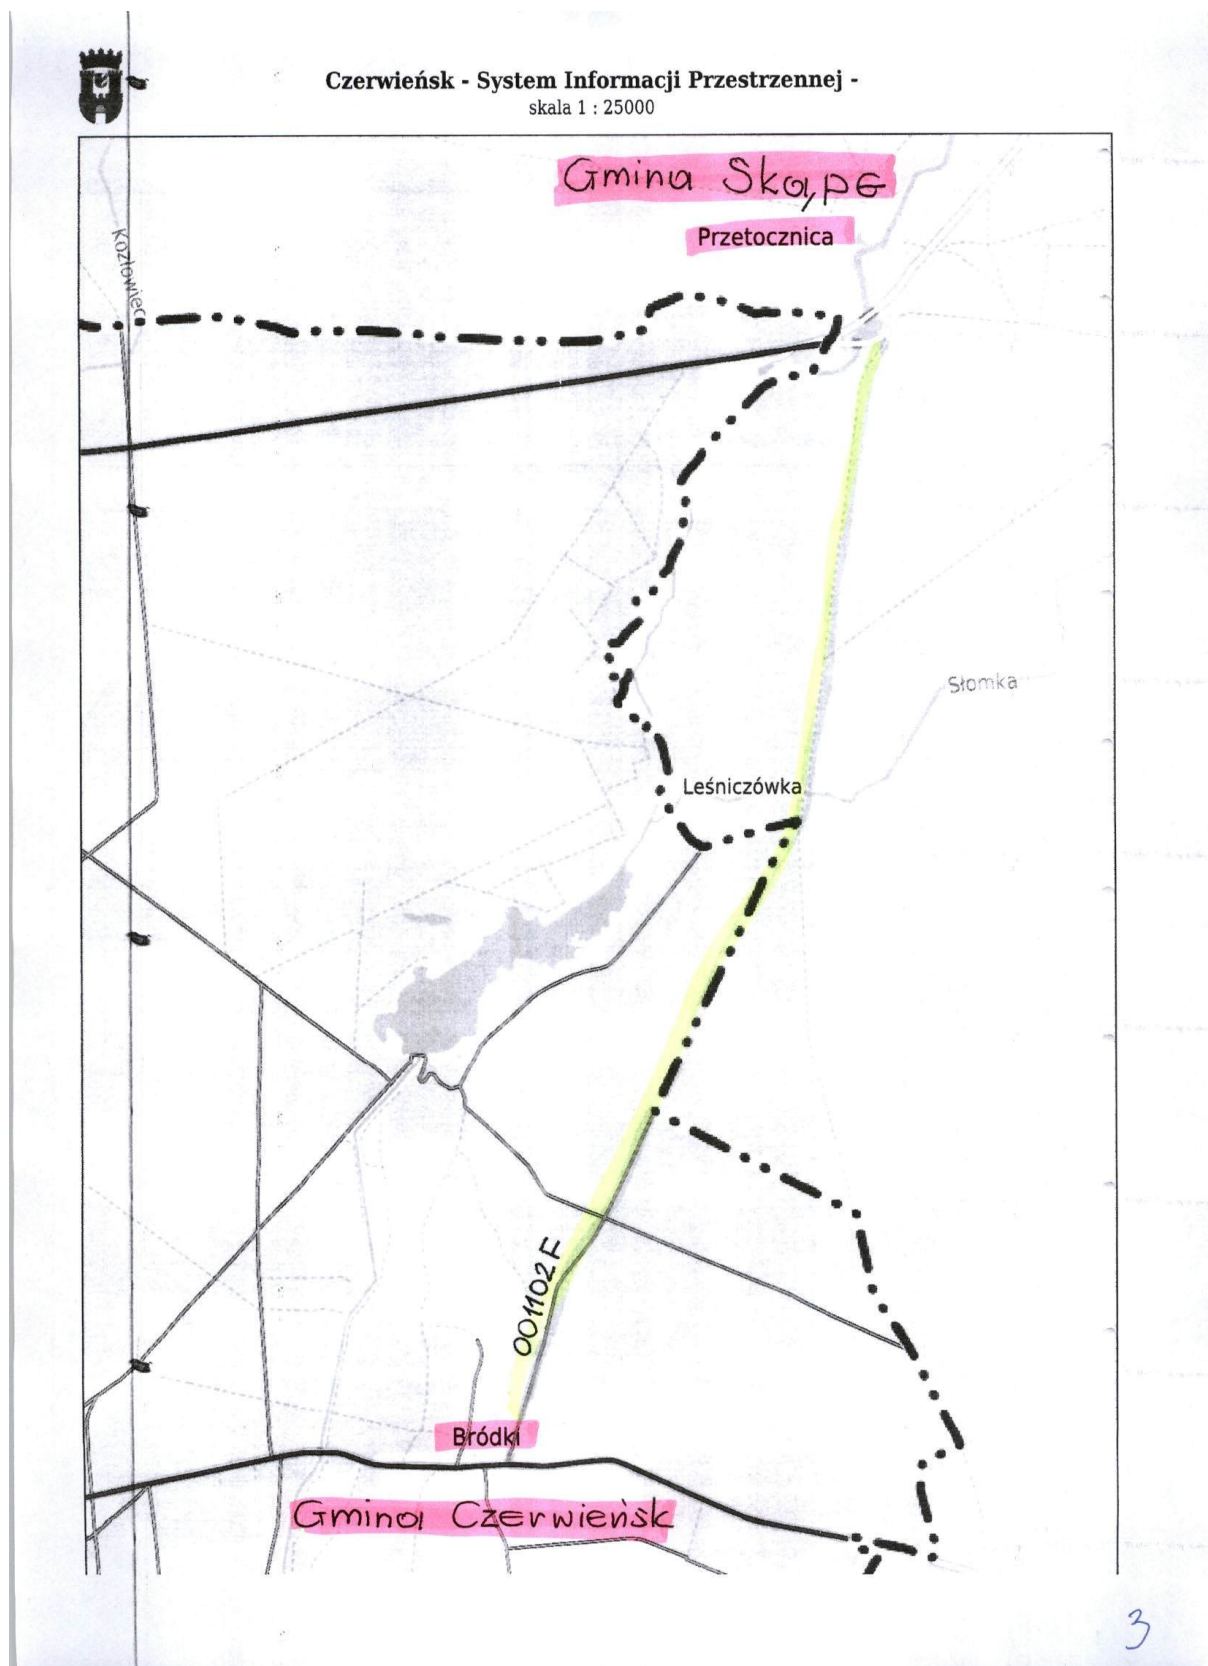 Czerwieńsk - System Informacji Przestrzennej -
skala 1 : 25000
Gmina Skąpe
Przetocznica
Kozłowiec
Słomka
Leśniczówka
001102F
Bródki
Gmina Czerwieńsk
3